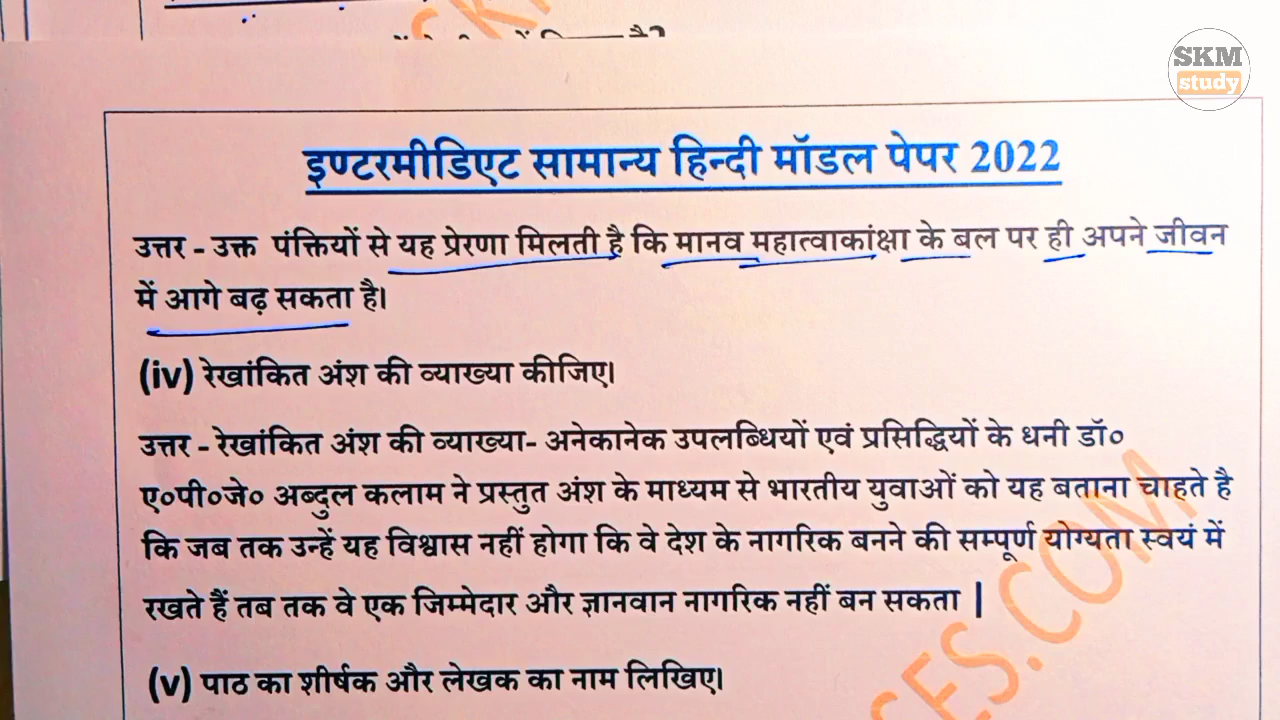 SKM
study
इण्टरमीडिएट सामान्य हिन्दी मॉडल पेपर 2022
उत्तर - उक्त पंक्तियों से यह प्रेरणा मिलती है कि मानव महात्वाकांक्षा के बल पर ही अपने जीवन
में आगे बढ़ सकता है।
(iv) रेखांकित अंश की व्याख्या कीजिए।
उत्तर - रेखांकित अंश की व्याख्या- अनेकानेक उपलब्धियों एवं प्रसिद्धियों के धनी डॉ०
ए०पी०जे० अब्दुल कलाम ने प्रस्तुत अंश के माध्यम से भारतीय युवाओं को यह बताना चाहते है
कि जब तक उन्हें यह विश्वास नहीं होगा कि वे देश के नागरिक बनने की सम्पूर्ण योग्यता स्वयं में
रखते हैं तब तक वे एक जिम्मेदार और ज्ञानवान नागरिक नहीं बन सकता |
(v) पाठ का शीर्षक और लेखक का नाम लिखिए।